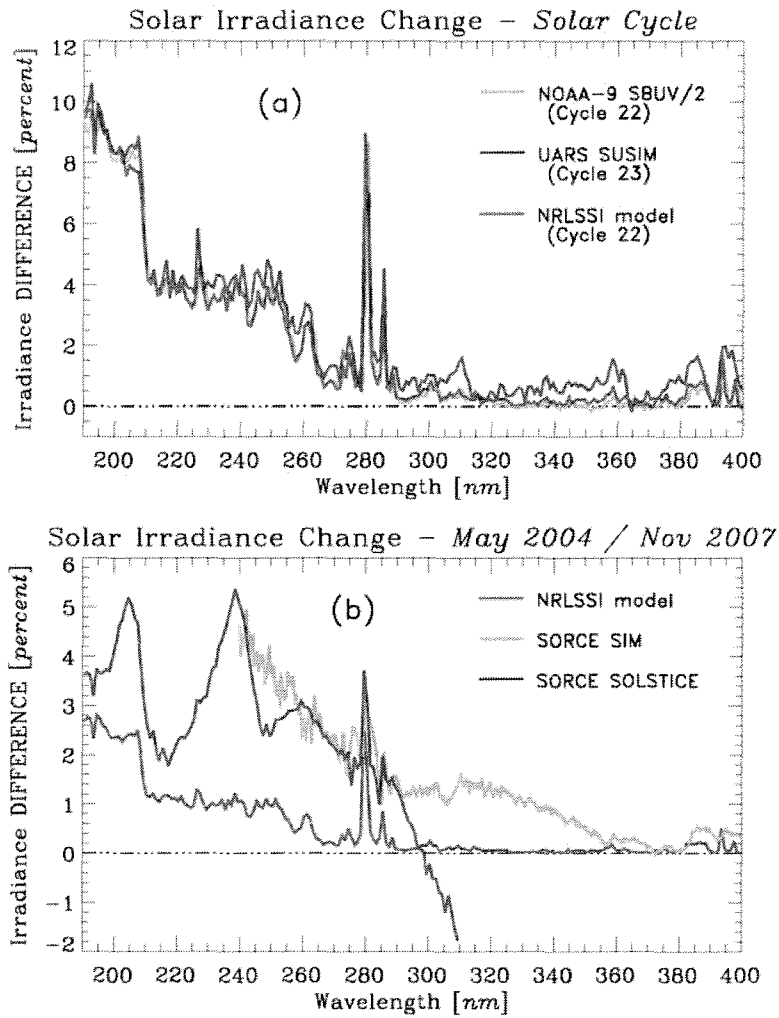 Solar Irradiance Change – Solar Cycle
Irradiance DIFFERENCE [percent]
12
10
8
6
4
2
0
(a)
NOAA-9 SBUV/2
(Cycle 22)
UARS SUSIM
(Cycle 23)
NRLSSI model
(Cycle 22)
200 220 240 260 280 300 320 340 360 380 400
Wavelength [nm]
Solar Irradiance Change – May 2004 / Nov 2007
Irradiance DIFFERENCE [percent]
6
5
4
3
2
1
0
-1
-2
(b)
NRLSSI model
SORCE SIM
SORCE SOLSTICE
200 220 240 260 280 300 320 340 360 380 400
Wavelength [nm]